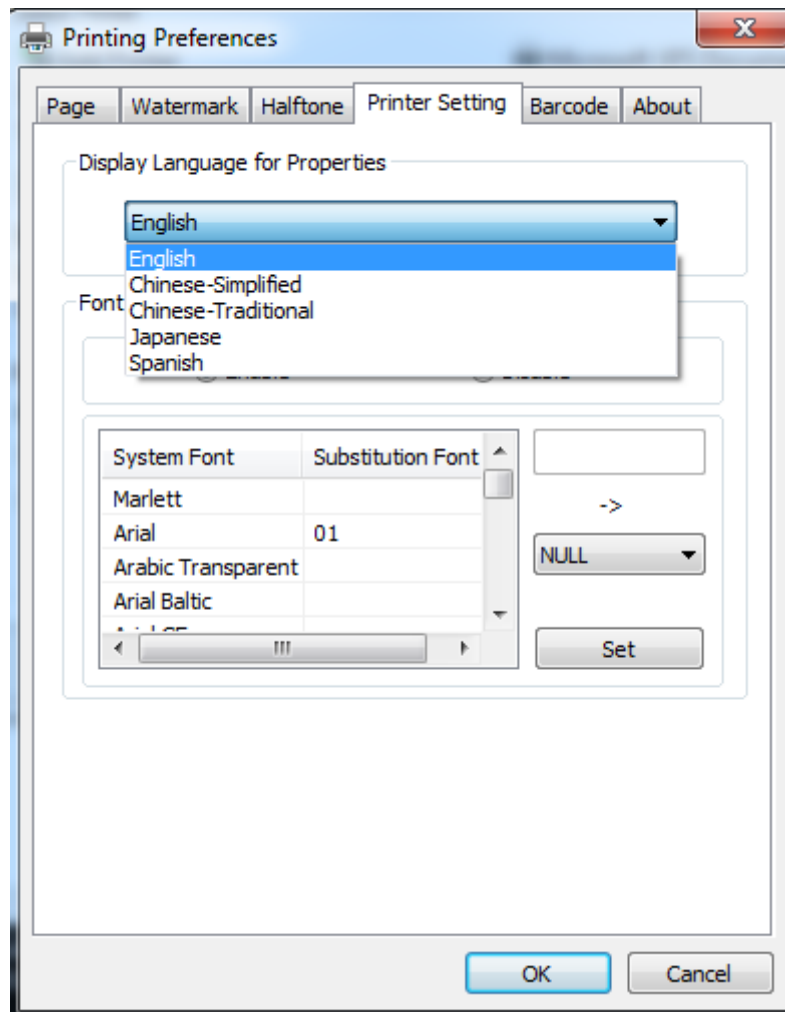 Printing Preferences
Page Watermark Halftone Printer Setting Barcode About
Display Language for Properties
English
English
Chinese-Simplified
Chinese-Traditional
Japanese
Spanish
Font
System Font Substitution Font
Marlett
Arial 01
Arabic Transparent
Arial Baltic
->
NULL
Set
OK Cancel